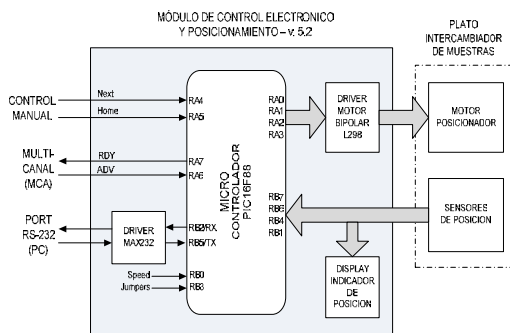 MÓDULO DE CONTROL ELECTRONICO
Y POSICIONAMIENTO – v. 5.2
PLATO
INTERCAMBIADOR
DE MUESTRAS
CONTROL
MANUAL
Next
Home
RA4
RA5
MULTI-
CANAL
(MCA)
RDY
ADV
RA7
RA6
PORT
RS-232
(PC)
DRIVER
MAX232
RB2/RX
RB5/TX
Speed
Jumpers
RB0
RB3
MICRO
CONTROLADOR
PIC16F88
RA0
RA1
RA2
RA3
RB7
RB6
RB4
RB1
DRIVER
MOTOR
BIPOLAR
L298
MOTOR
POSICIONADOR
SENSORES
DE POSICION
DISPLAY
INDICADOR
DE
POSICION